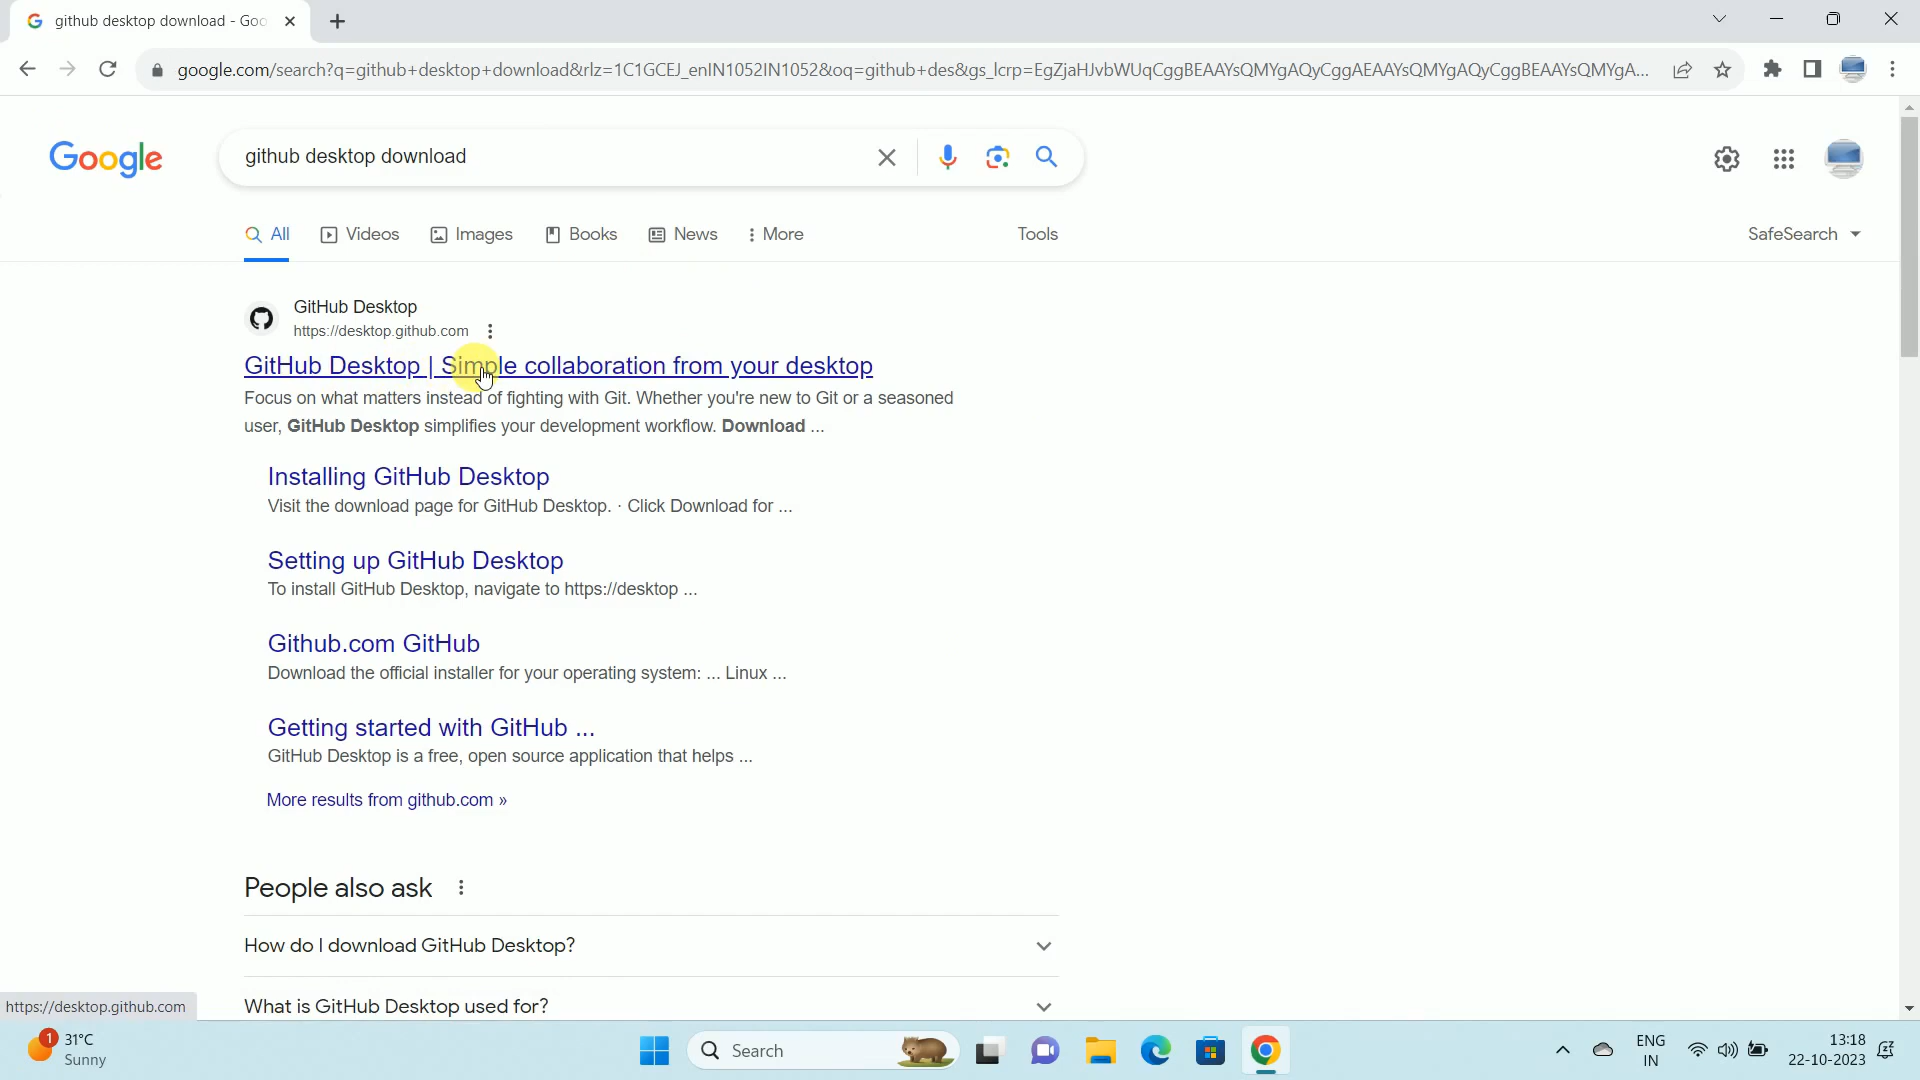 github desktop download - Goo
google.com/search?q=github+desktop+download&rlz=1C1GCEJ_enIN1052IN1052&oq=github+des&gs_lcrp=EgZjaHJvbWUqCggBEAAYsQMYgAQyCggAEAAYsQMYgAQyCggBEAAYsQMYgA...
Google
github desktop download
All Videos Images Books News More Tools SafeSearch
GitHub Desktop
https://desktop.github.com
GitHub Desktop | Simple collaboration from your desktop
Focus on what matters instead of fighting with Git. Whether you're new to Git or a seasoned
user, GitHub Desktop simplifies your development workflow. Download ...
Installing GitHub Desktop
Visit the download page for GitHub Desktop. · Click Download for ...
Setting up GitHub Desktop
To install GitHub Desktop, navigate to https://desktop ...
Github.com GitHub
Download the official installer for your operating system: ... Linux ...
Getting started with GitHub ...
GitHub Desktop is a free, open source application that helps ...
More results from github.com »
People also ask
How do I download GitHub Desktop?
What is GitHub Desktop used for?
https://desktop.github.com
1
31°C
Sunny
Search
ENG
IN
13:18
22-10-2023